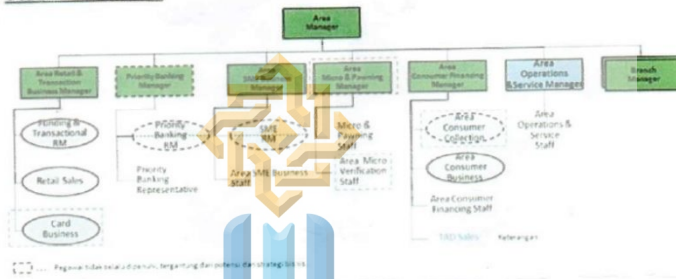 Area
Manager
Area Retail &
Transaction
Business Manager
Priority Banking
Manager
Area
SME Business
Manager
Area
Micro & Pawning
Manager
Area
Consumer Financing
Manager
Area
Operations
&Service Manager
Branch
Manager
Funding &
Transactional
RM
Retail Sales
Card
Business
Priority
Banking
RM
Priority
Banking
Representative
SME
RM
Area SME Business
Staff
Micro &
Pawning
Staff
Area Micro
Verification
Staff
Area
Consumer
Collection
Area
Consumer
Business
Area Consumer
Financing Staff
Sales
Keterangan
Area
Operations &
Service
Staff
Pegawai tidak selalu dipenuhi, tergantung dari potensi dan strategi bisnis